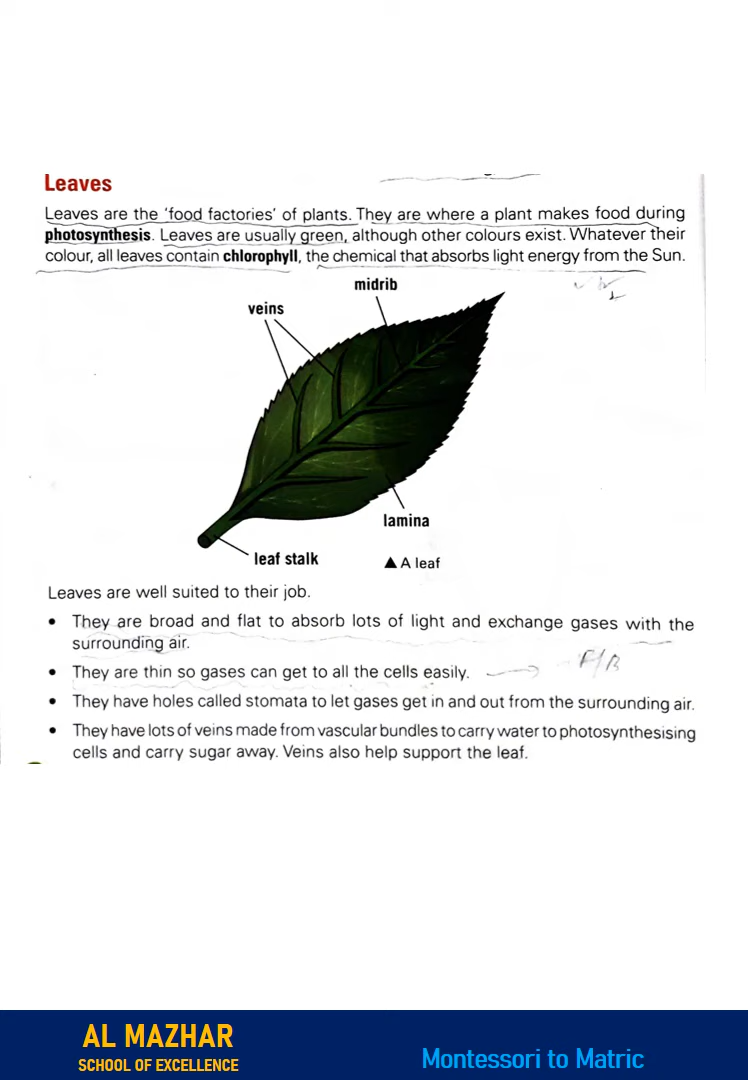 Leaves
Leaves are the ‘food factories’ of plants. They are where a plant makes food during
photosynthesis. Leaves are usually green, although other colours exist. Whatever their
colour, all leaves contain chlorophyll, the chemical that absorbs light energy from the Sun.
midrib
veins
lamina
leaf stalk
▲ A leaf
Leaves are well suited to their job.
• They are broad and flat to absorb lots of light and exchange gases with the
surrounding air.
• They are thin so gases can get to all the cells easily.
F/B
• They have holes called stomata to let gases get in and out from the surrounding air.
• They have lots of veins made from vascular bundles to carry water to photosynthesising
cells and carry sugar away. Veins also help support the leaf.
AL MAZHAR
SCHOOL OF EXCELLENCE
Montessori to Matric